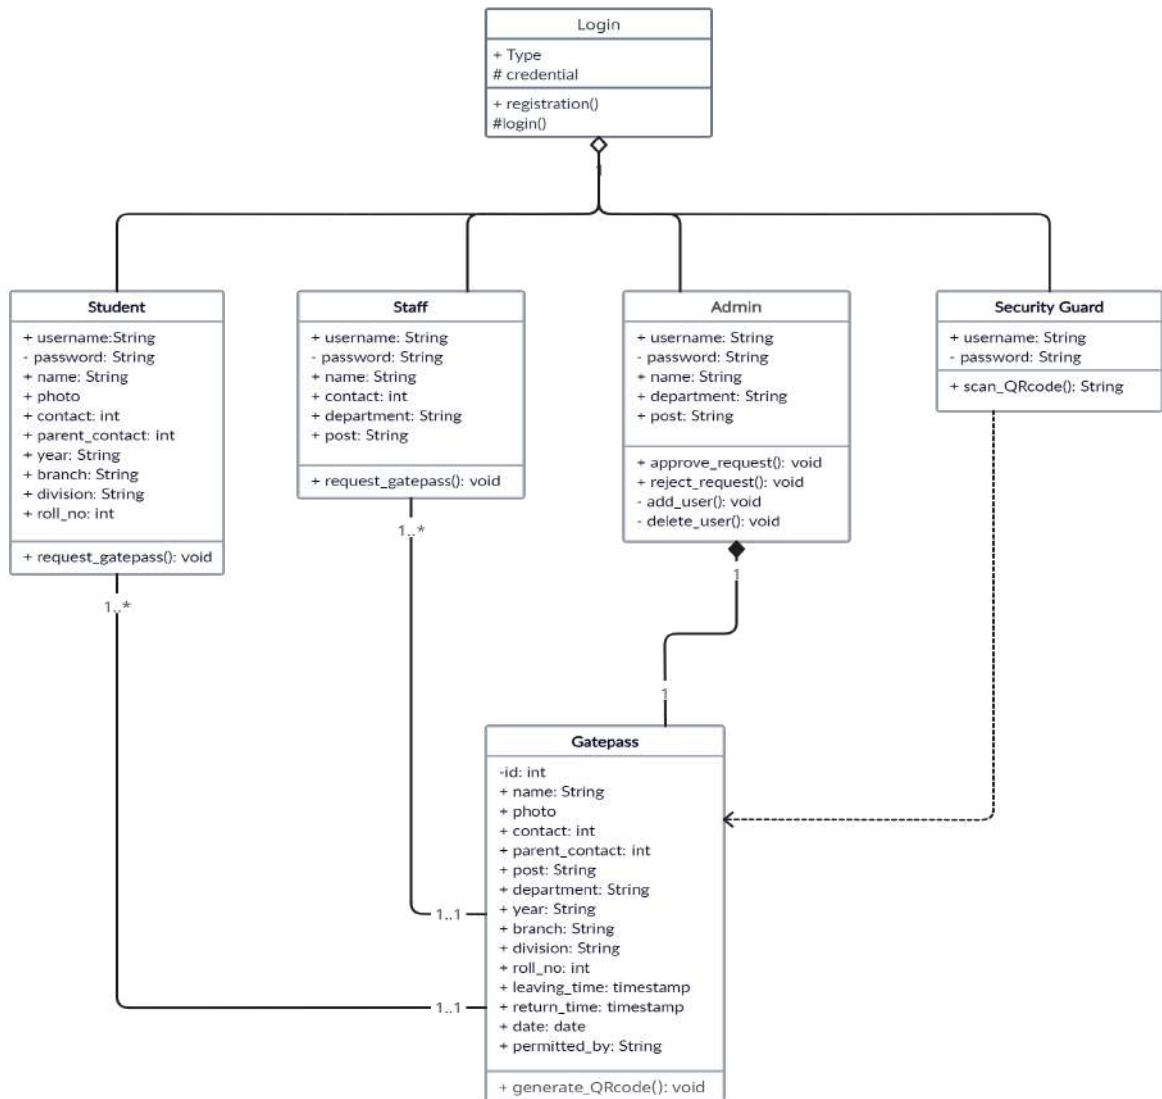 Login
+ Type
# credential
+ registration()
#login()
1
Student
+ username:String
- password: String
+ name: String
+ photo
+ contact: int
+ parent_contact: int
+ year: String
+ branch: String
+ division: String
+ roll_no: int
+ request_gatepass(): void
1..*
Staff
+ username: String
- password: String
+ name: String
+ contact: int
+ department: String
+ post: String
+ request_gatepass(): void
1..*
Admin
+ username: String
- password: String
+ name: String
+ department: String
+ post: String
+ approve_request(): void
+ reject_request(): void
- add_user(): void
- delete_user(): void
1
Security Guard
+ username: String
- password: String
+ scan_QRcode(): String
1
Gatepass
-id: int
+ name: String
+ photo
+ contact: int
+ parent_contact: int
+ post: String
+ department: String
+ year: String
+ branch: String
+ division: String
+ roll_no: int
+ leaving_time: timestamp
+ return_time: timestamp
+ date: date
+ permitted_by: String
+ generate_QRcode(): void
1..1
1..1